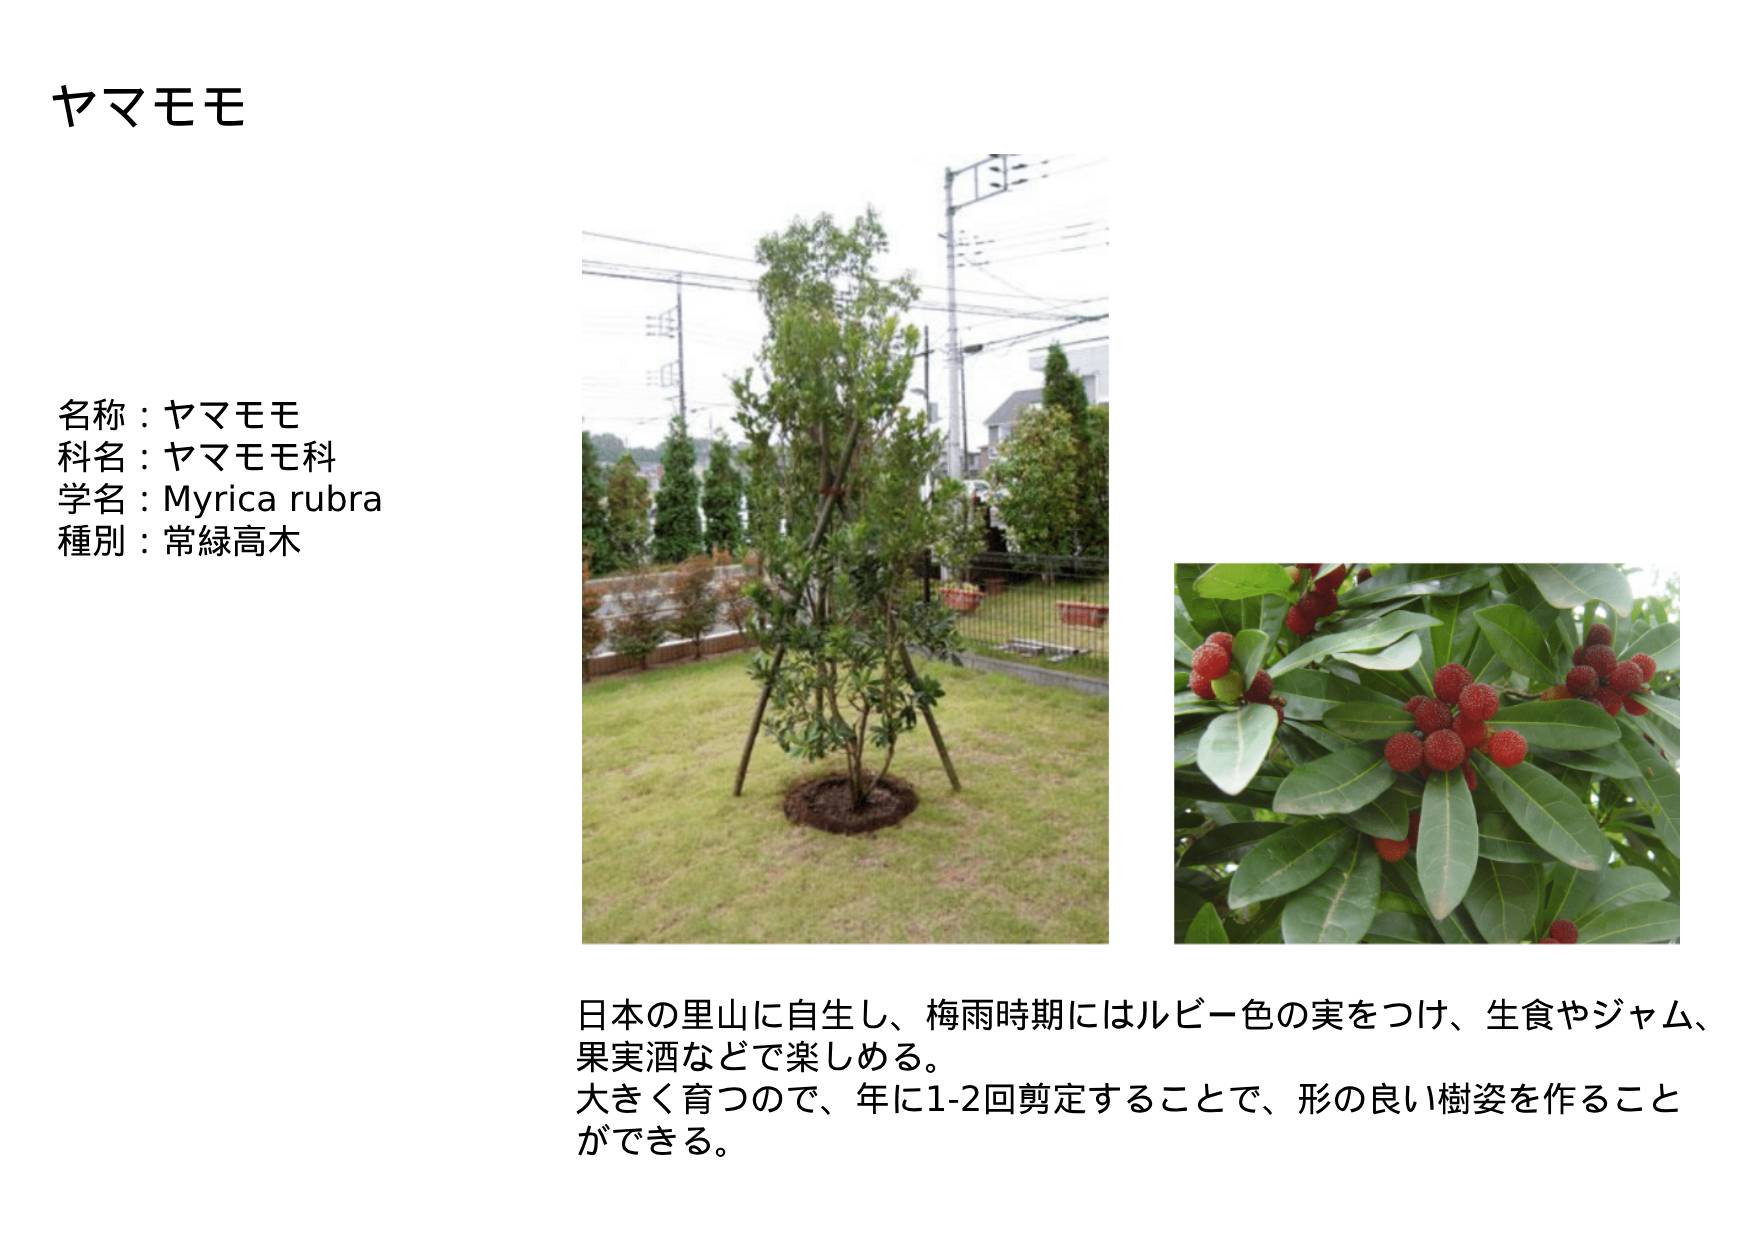 ヤマモモ
名称：ヤマモモ
科名：ヤマモモ科
学名：Myrica rubra
種別：常緑高木
日本の里山に自生し、梅雨時期にはルビー色の実をつけ、生食やジャム、
果実酒などで楽しめる。
大きく育つので、年に1-2回剪定することで、形の良い樹姿を作ること
ができる。